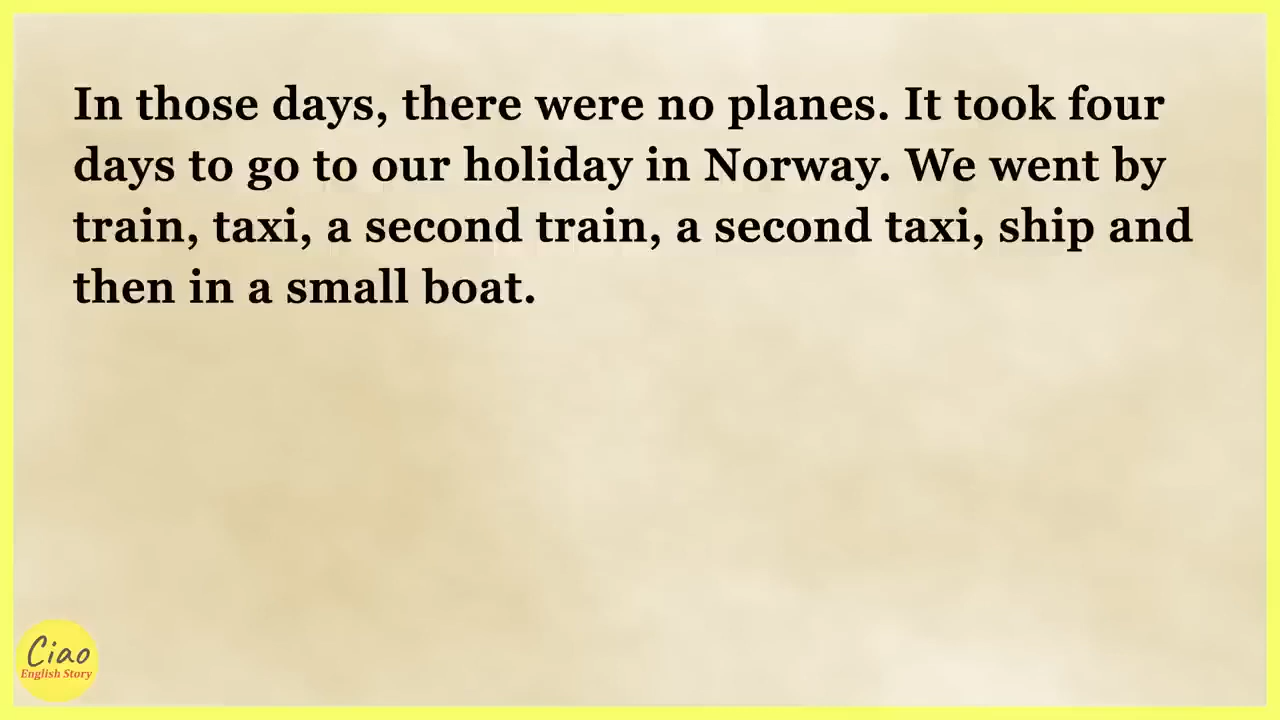 In those days, there were no planes. It took four
days to go to our holiday in Norway. We went by
train, taxi, a second train, a second taxi, ship and
then in a small boat.
Ciao
English Story